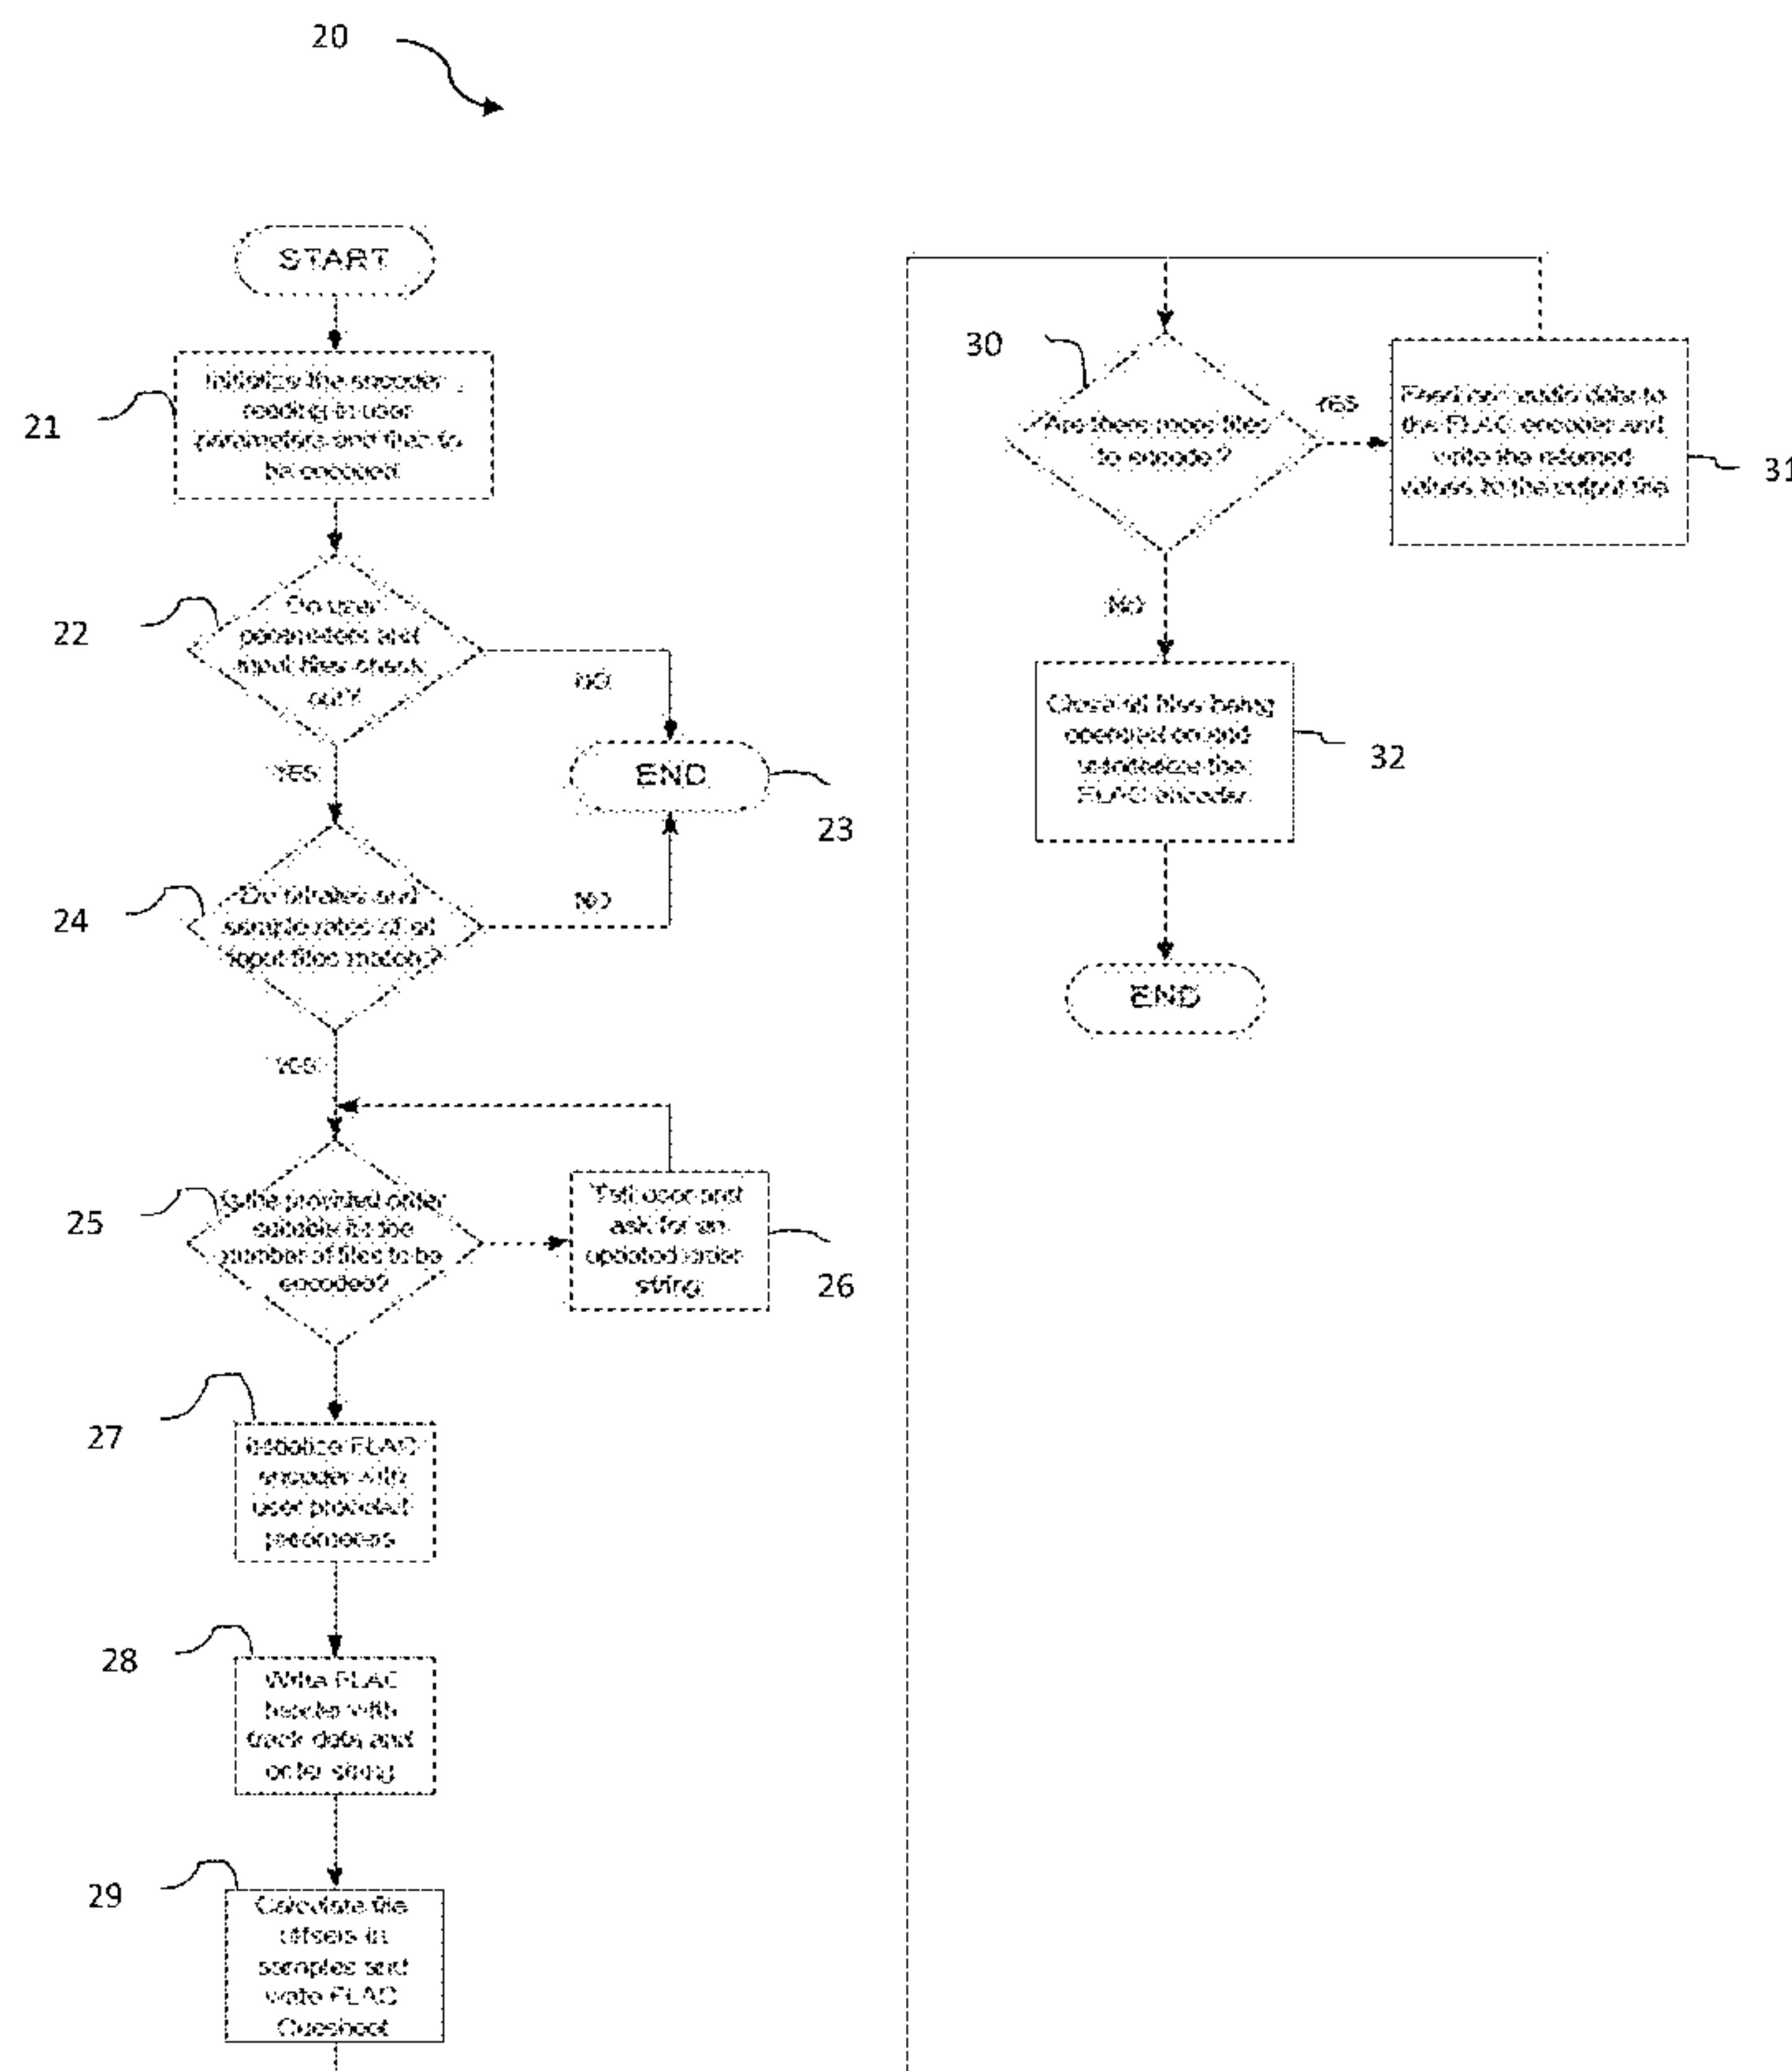 20
START
21
Initialize the encoder,
reading in user
parameters and files to
be encoded
22
Do user
parameters and
input files check
out?
NO
YES
END
23
24
Do bitrates and
sample rates of all
input files match?
NO
YES
25
Is the provided order
suitable for the
number of files to be
encoded?
Tell user and
ask for an
updated order
string
26
27
Initialize FLAC
encoder with
user provided
parameters
28
Write FLAC
header with
track data and
order string
29
Calculate file
offsets in
samples and
write FLAC
Cuesheet
30
Are there more files
to encode?
YES
Feed raw audio data to
the FLAC encoder and
write the returned
values to the output file
31
NO
Close all files being
operated on and
uninitialize the
FLAC encoder
32
END